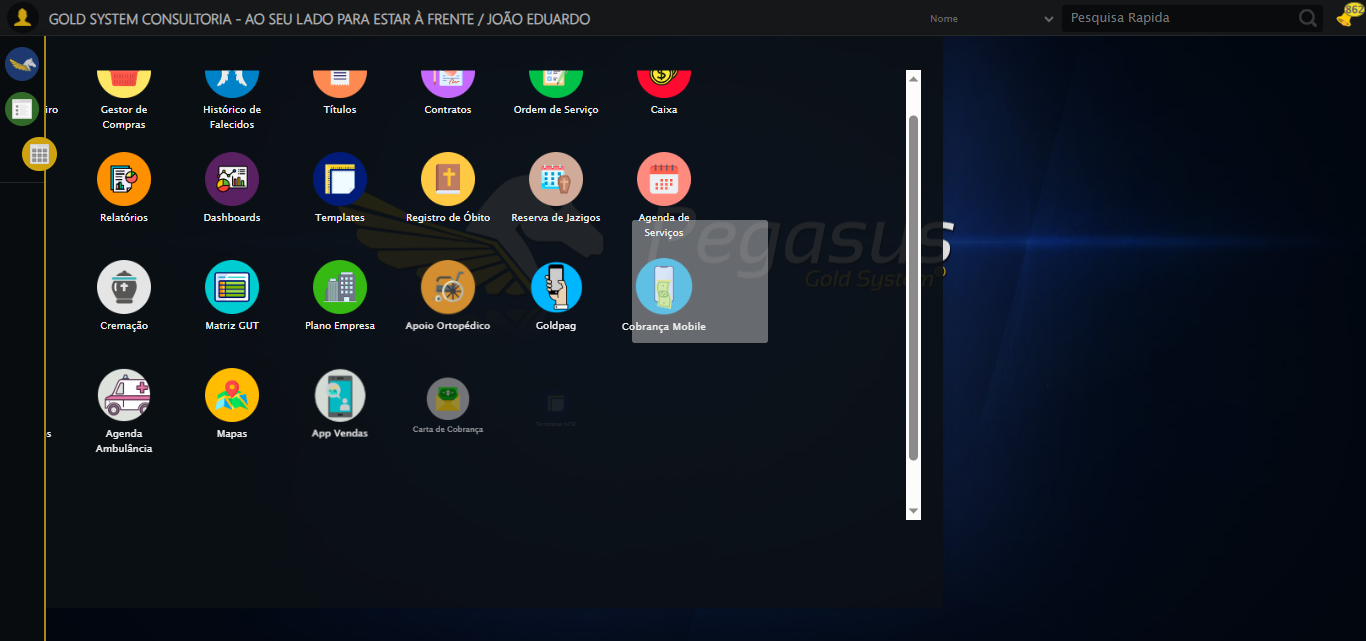 GOLD SYSTEM CONSULTORIA - AO SEU LADO PARA ESTAR À FRENTE / JOÃO EDUARDO
Nome
Pesquisa Rapida
862
iro
Gestor de
Compras
Histórico de
Falecidos
Títulos
Contratos
Ordem de Serviço
Caixa
Relatórios
Dashboards
Templates
Registro de Óbito
Reserva de Jazigos
Agenda de
Serviços
Pegasus
Gold System
Cremação
Matriz GUT
Plano Empresa
Apoio Ortopédico
Goldpag
Cobrança Mobile
s
Agenda
Ambulância
Mapas
App Vendas
Carta de Cobrança